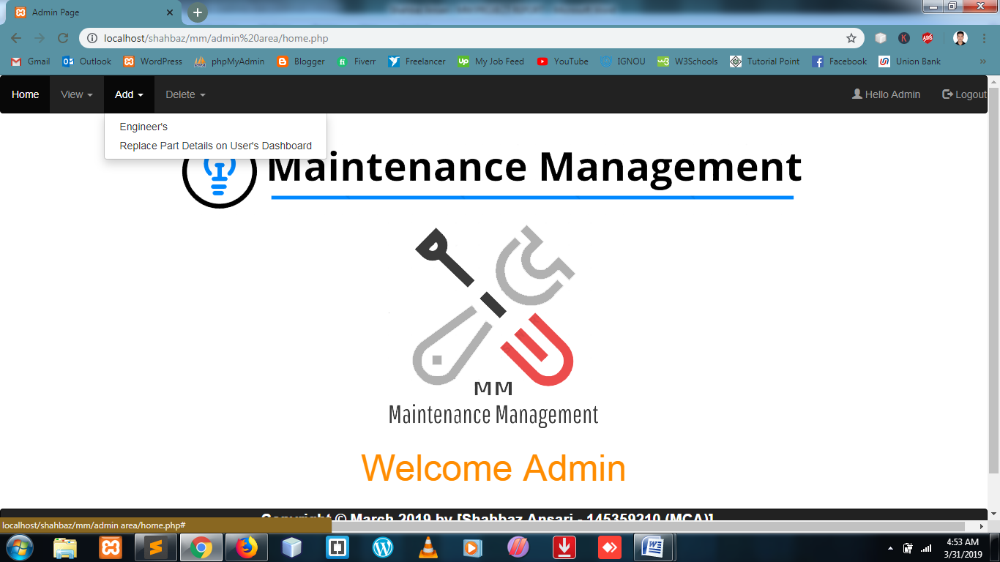 Admin Page
localhost/shahbaz/mm/admin%20area/home.php
Gmail Outlook WordPress phpMyAdmin Blogger Fiverr Freelancer My Job Feed YouTube IGNOU W3Schools Tutorial Point Facebook Union Bank
Home View Add Delete Hello Admin Logout
Engineer's
Replace Part Details on User's Dashboard
Maintenance Management
MM
Maintenance Management
Welcome Admin
Copyright © March 2019 by [Shahbaz Ansari - 145359210 (MCA)]
localhost/shahbaz/mm/admin area/home.php#
4:53 AM
3/31/2019